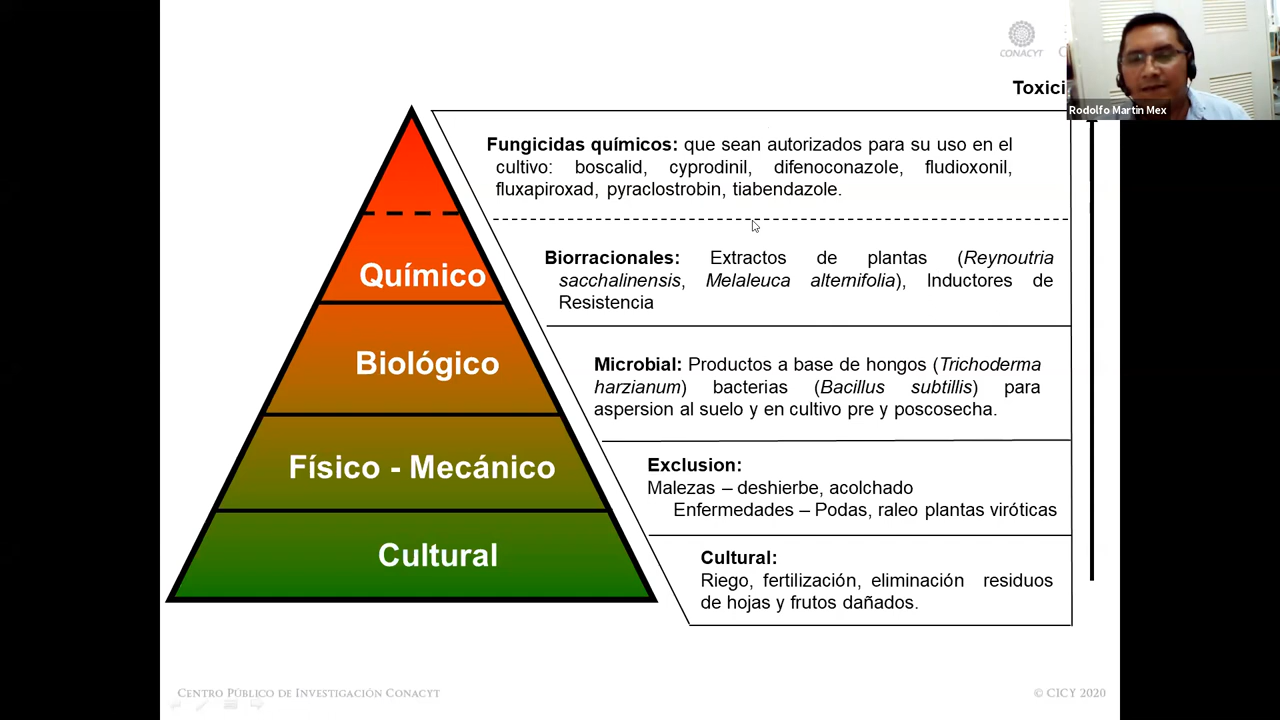 CONACYT
Toxici
Rodolfo Martin Mex
Fungicidas químicos: que sean autorizados para su uso en el
cultivo: boscalid, cyprodinil, difenoconazole, fludioxonil,
fluxapiroxad, pyraclostrobin, tiabendazole.
Químico
Biorracionales: Extractos de plantas (Reynoutria
sacchalinensis, Melaleuca alternifolia), Inductores de
Resistencia
Biológico
Microbial: Productos a base de hongos (Trichoderma
harzianum) bacterias (Bacillus subtillis) para
aspersion al suelo y en cultivo pre y poscosecha.
Físico - Mecánico
Exclusion:
Malezas – deshierbe, acolchado
Enfermedades – Podas, raleo plantas viróticas
Cultural
Cultural:
Riego, fertilización, eliminación residuos
de hojas y frutos dañados.
Centro Público de Investigación Conacyt
© CICY 2020